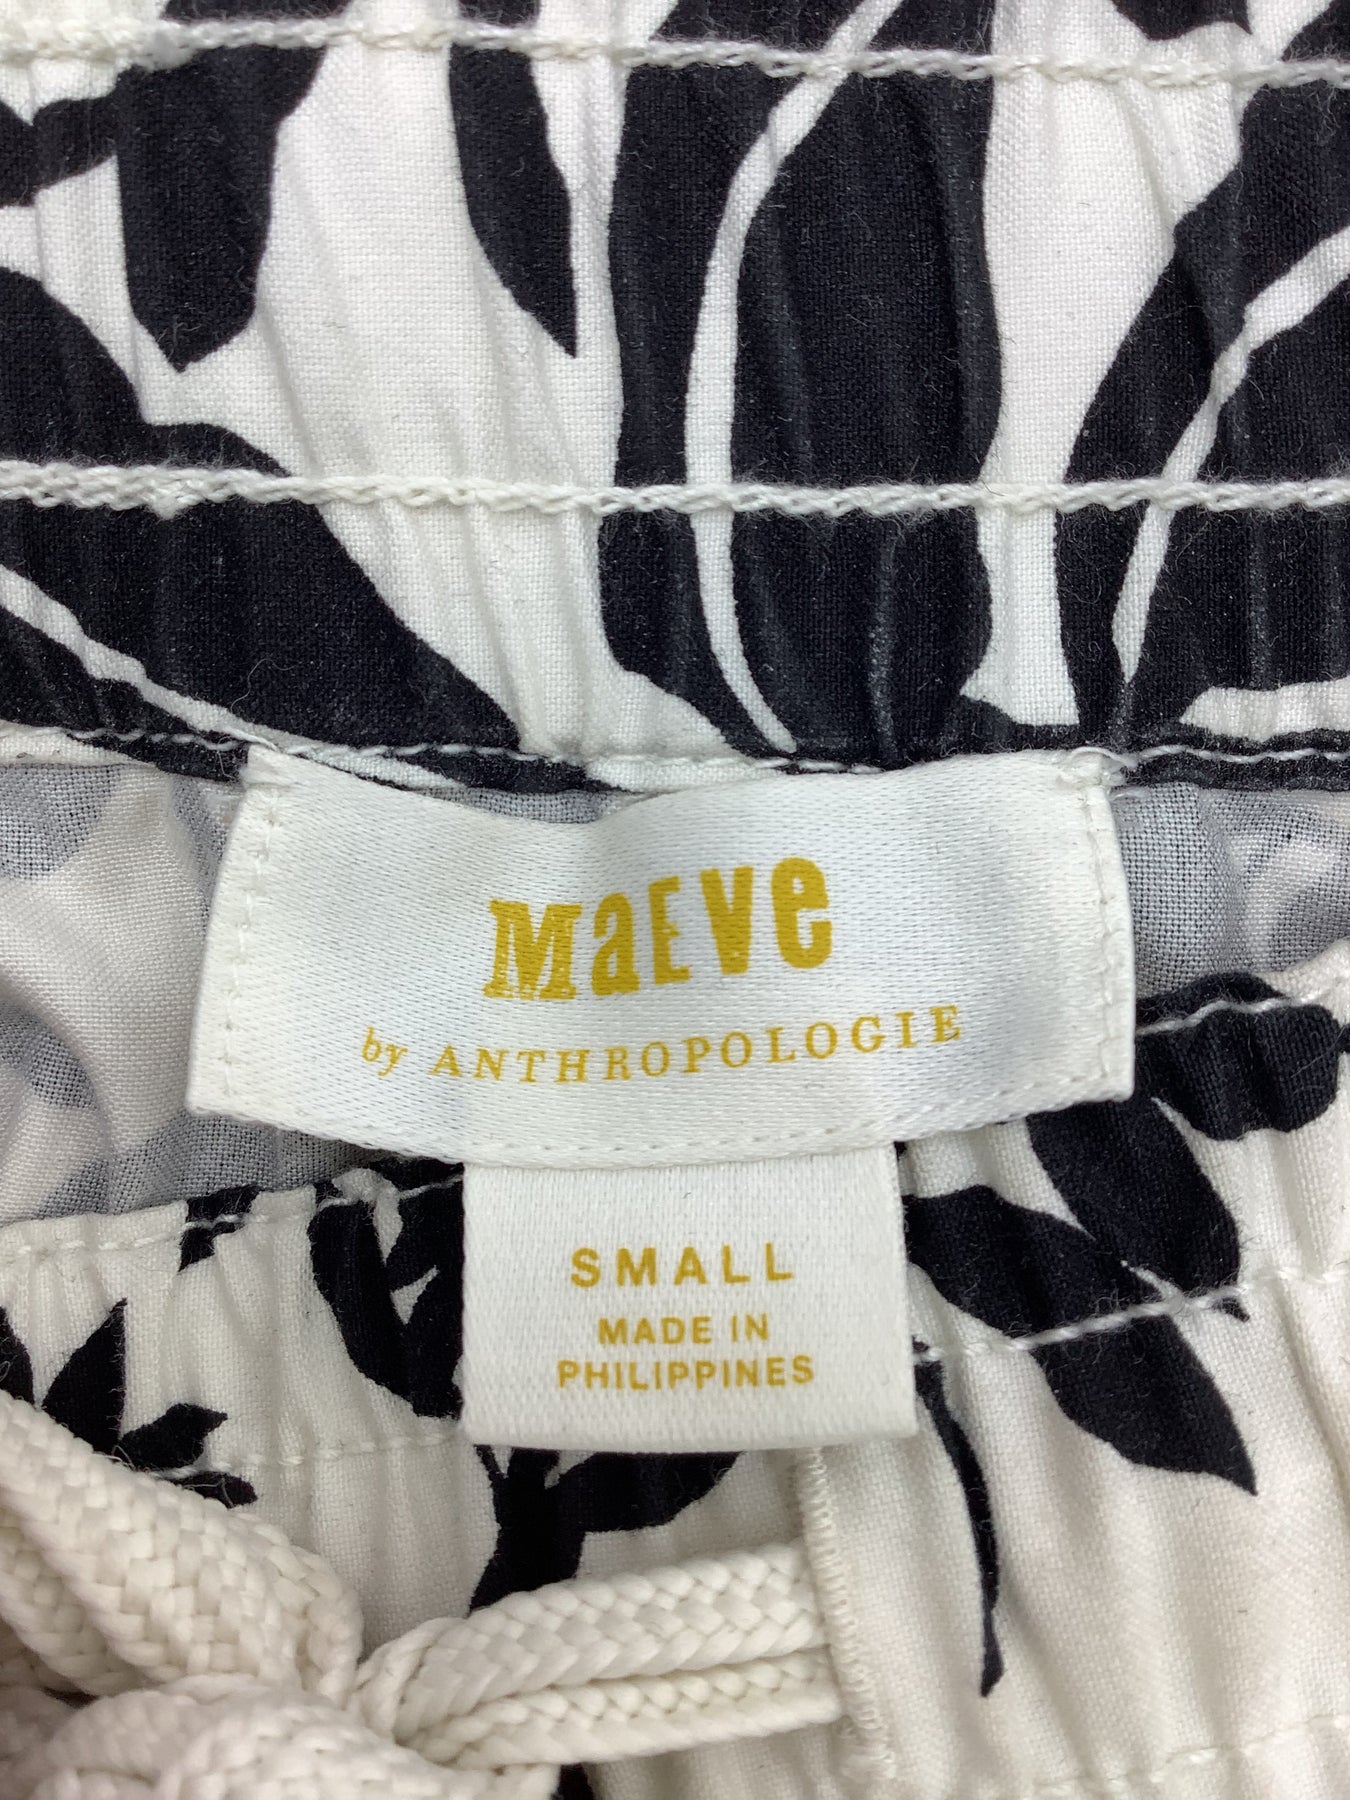 MaEve
by ANTHROPOLOGIE
SMALL
MADE IN
PHILIPPINES